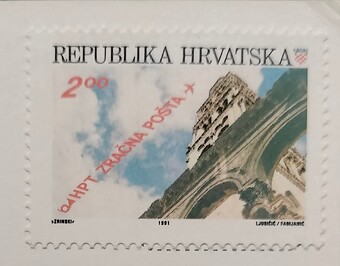 REPUBLIKA HRVATSKA
2.00
HPT ZRAČNA POŠTA
»ZRINSKI«
1991
LJUBIČIĆ / FABIJANIĆ